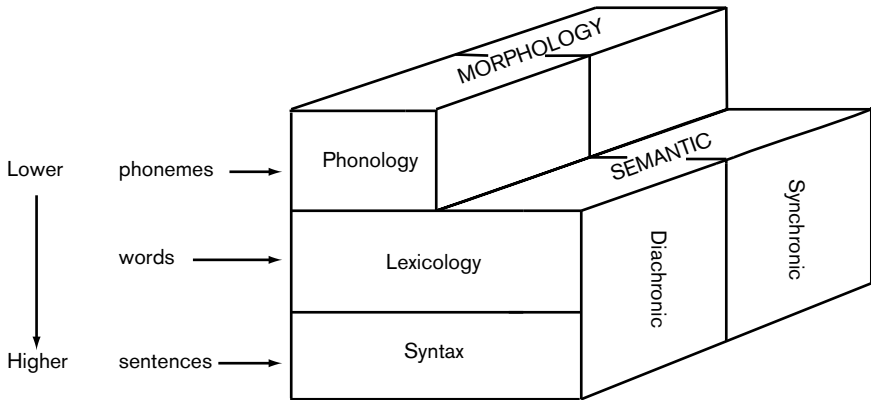 MORPHOLOGY
Phonology
Lower phonemes
SEMANTIC
words
Lexicology
Diachronic
Synchronic
Higher sentences
Syntax